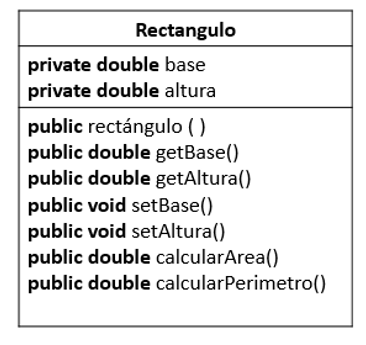 Rectangulo
private double base
private double altura
public rectángulo ( )
public double getBase()
public double getAltura()
public void setBase()
public void setAltura()
public double calcularArea()
public double calcularPerimetro()